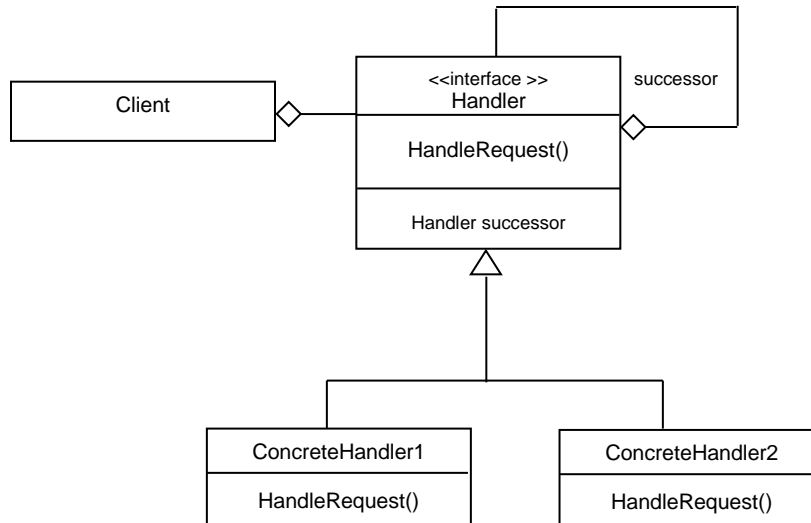 <<interface >>
Handler
successor
Client
HandleRequest()
Handler successor
ConcreteHandler1
ConcreteHandler2
HandleRequest()
HandleRequest()